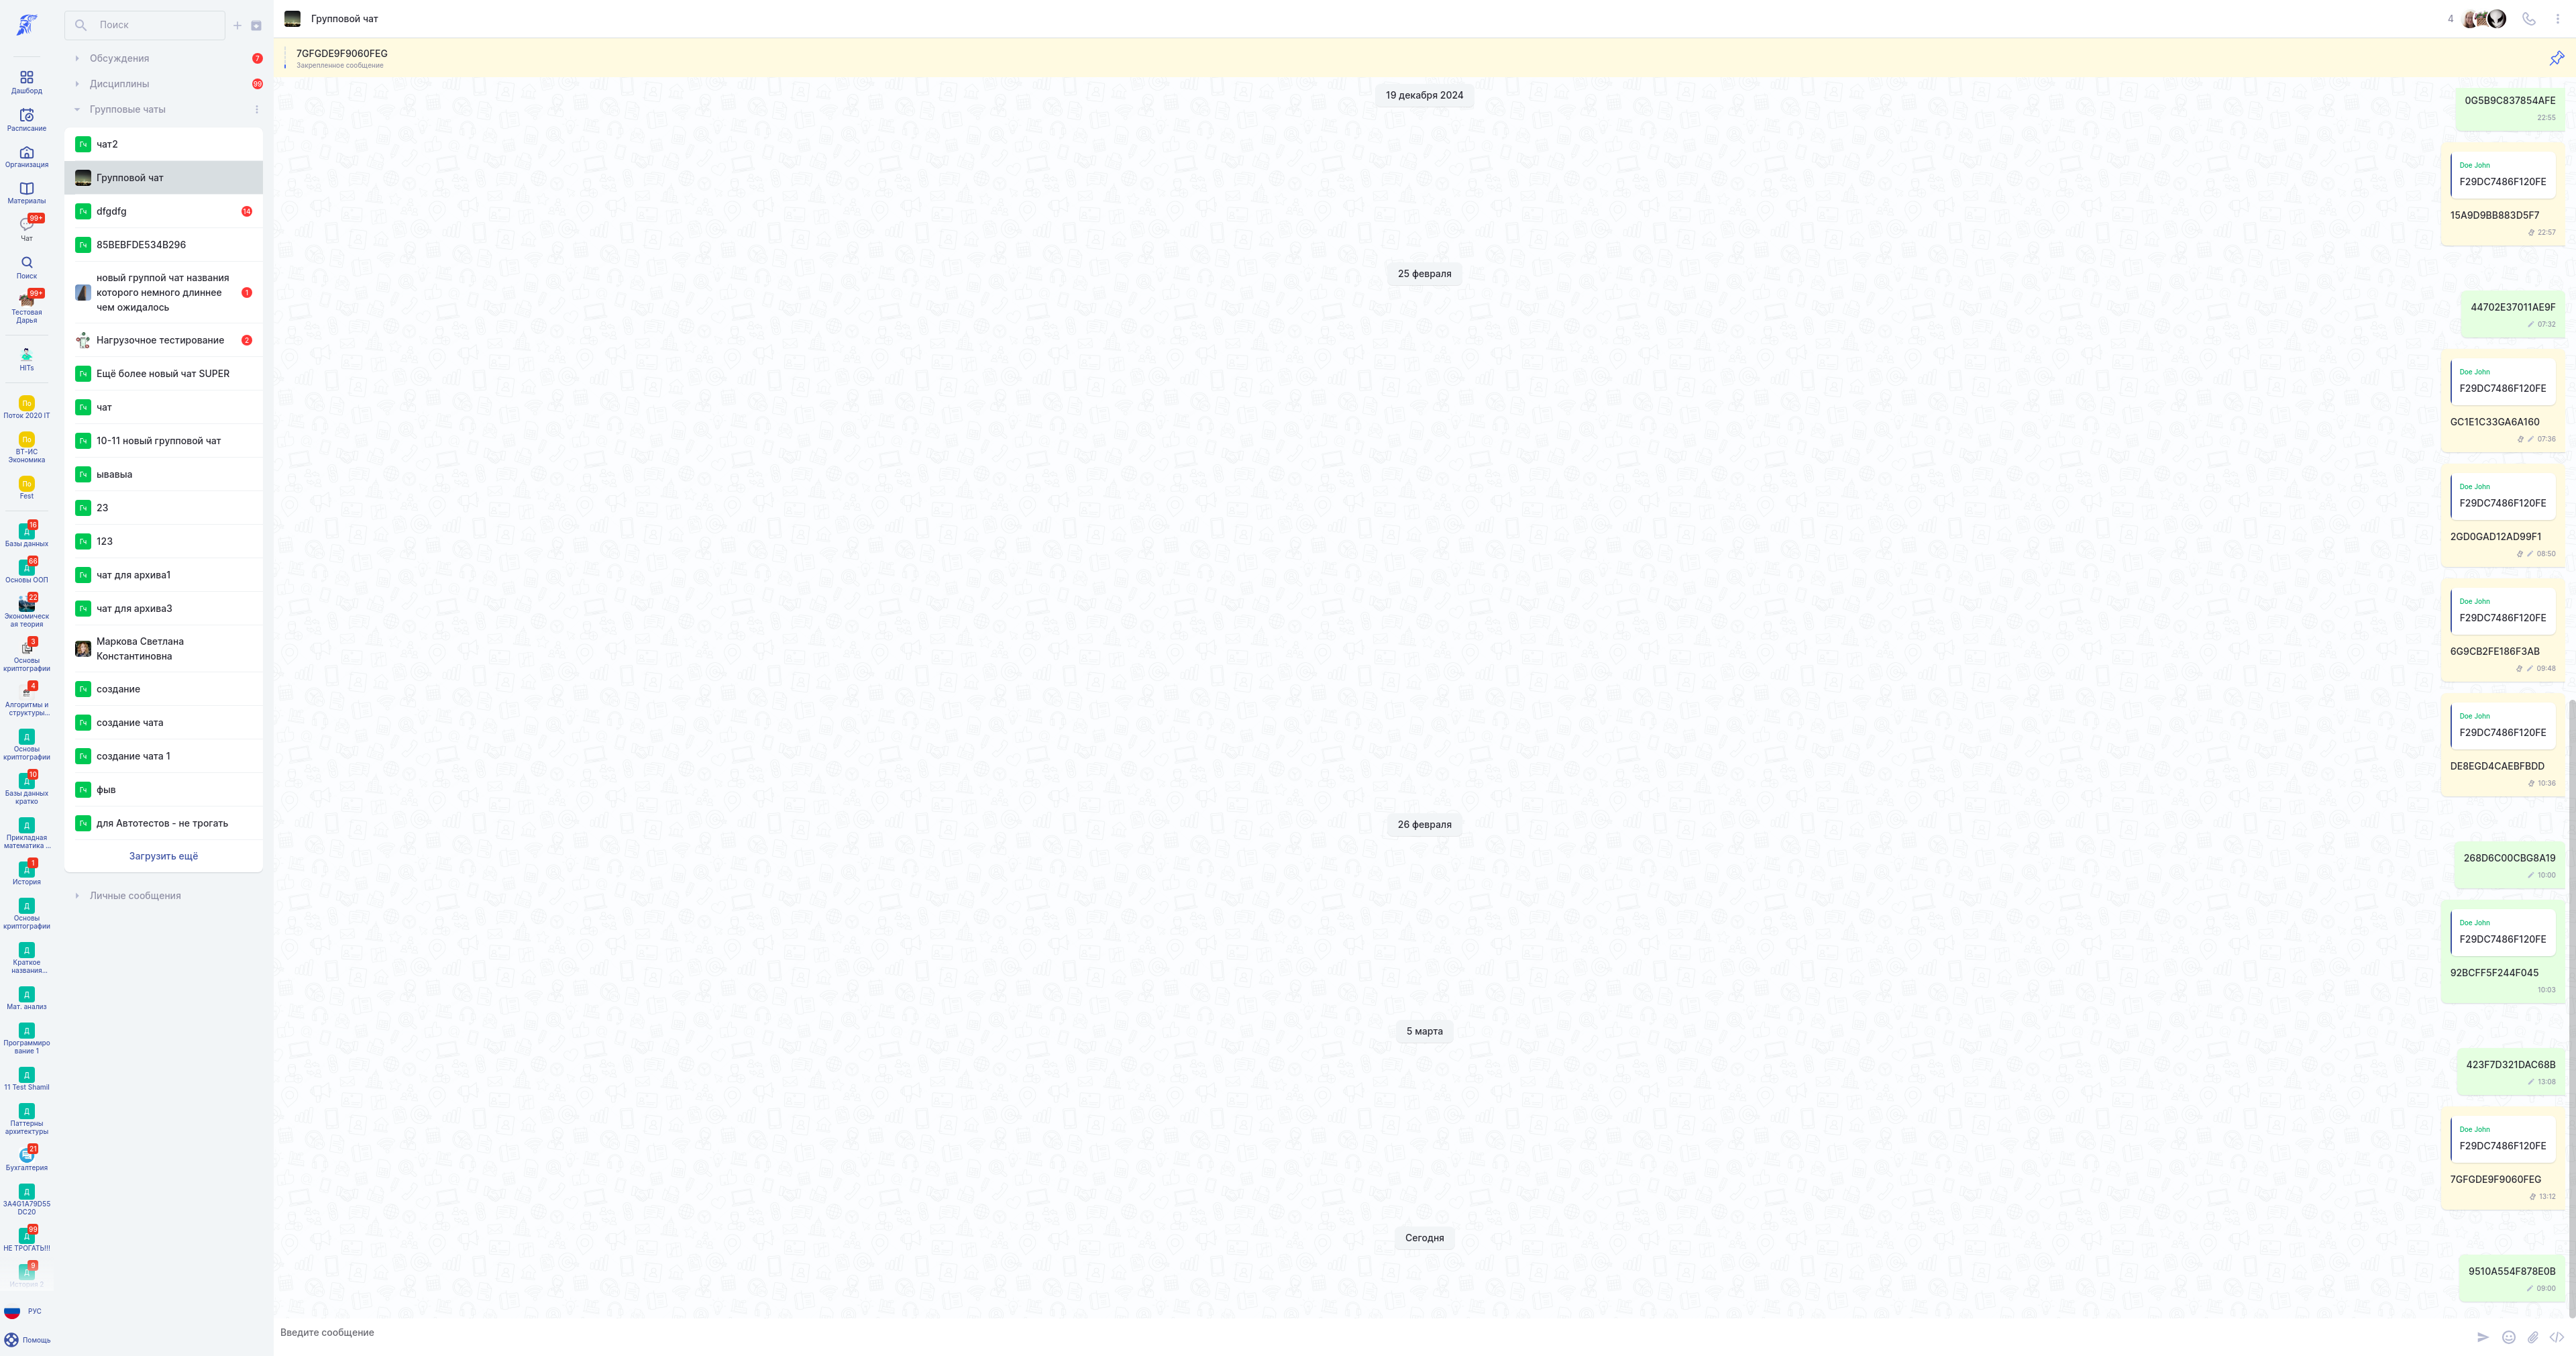 Дашборд
Расписание
Организация
Материалы
99+
Чат
Поиск
99+
Тестовая
Дарья
HITs
По
Поток 2020 IT
По
ВТ-ИС
Экономика
По
Fest
16
Д
Базы данных
66
Д
Основы ООП
22
Экономическ
ая теория
3
Основы
криптографии
4
Алгоритмы и
структуры...
Д
Основы
криптографии
10
Д
Базы данных
кратко
Д
Прикладная
математика ...
1
Д
История
Д
Основы
криптографии
Д
Краткое
названия...
Д
Мат. анализ
Д
Программиро
вание 1
Д
11 Test Shamil
Д
Паттерны
архитектуры
21
Бухгалтерия
Д
3A4G1A79D55
DC20
99
Д
НЕ ТРОГАТЬ!!!
9
Д
История 2
РУС
Помощь
Поиск
Обсуждения
7
Дисциплины
99
Групповые чаты
Гч
чат2
Групповой чат
Гч
dfgdfg
14
Гч
85BEBFDE534B296
новый группой чат названия
которого немного длиннее
чем ожидалось
1
Нагрузочное тестирование
2
Гч
Ещё более новый чат SUPER
Гч
чат
Гч
10-11 новый групповой чат
Гч
ывавыа
Гч
23
Гч
123
Гч
чат для архива1
Гч
чат для архива3
Маркова Светлана
Константиновна
Гч
создание
Гч
создание чата
Гч
создание чата 1
Гч
фыв
Гч
для Автотестов - не трогать
Загрузить ещё
Личные сообщения
Групповой чат
4
7GFGDE9F9060FEG
Закрепленное сообщение
19 декабря 2024
0G5B9C837854AFE
22:55
Doe John
F29DC7486F120FE
15A9D9BB883D5F7
22:57
25 февраля
44702E37011AE9F
07:32
Doe John
F29DC7486F120FE
GC1E1C33GA6A160
07:36
Doe John
F29DC7486F120FE
2GD0GAD12AD99F1
08:50
Doe John
F29DC7486F120FE
6G9CB2FE186F3AB
09:48
Doe John
F29DC7486F120FE
DE8EGD4CAEBFBDD
10:36
26 февраля
268D6C00CBG8A19
10:00
Doe John
F29DC7486F120FE
92BCFF5F244F045
10:03
5 марта
423F7D321DAC68B
13:08
Doe John
F29DC7486F120FE
7GFGDE9F9060FEG
13:12
Сегодня
9510A554F878E0B
09:00
Введите сообщение